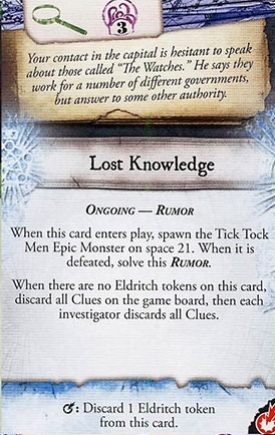 3
Your contact in the capital is hesitant to speak
about those called "The Watches." He says they
work for a number of different governments,
but answer to some other authority.
Lost Knowledge
ONGOING — RUMOR
When this card enters play, spawn the Tick Tock
Men Epic Monster on space 21. When it is
defeated, solve this RUMOR.
When there are no Eldritch tokens on this card,
discard all Clues on the game board, then each
investigator discards all Clues.
: Discard 1 Eldritch token
from this card.